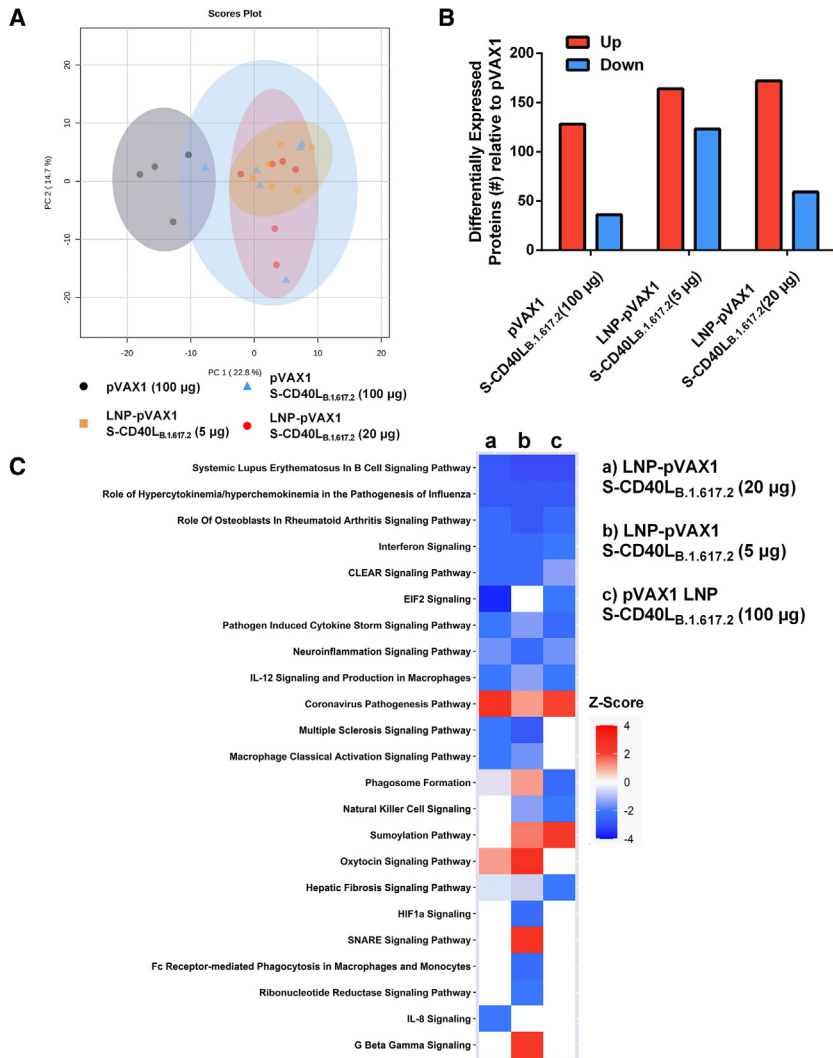 A
Scores Plot
20
10
0
-10
-20
PC 2 ( 14.7 %)
-20
-10
0
10
20
PC 1 ( 22.8 %)
pVAX1 (100 µg)
pVAX1
S-CD40LB.1.617.2 (100 µg)
LNP-pVAX1
S-CD40LB.1.617.2 (5 µg)
LNP-pVAX1
S-CD40LB.1.617.2 (20 µg)
B
Up
Down
Differentially Expressed
Proteins (#) relative to pVAX1
200
150
100
50
0
pVAX1
S-CD40LB.1.617.2(100 µg)
LNP-pVAX1
S-CD40LB.1.617.2(5 µg)
LNP-pVAX1
S-CD40LB.1.617.2(20 µg)
C
a b c
Systemic Lupus Erythematosus In B Cell Signaling Pathway
Role of Hypercytokinemia/hyperchemokinemia in the Pathogenesis of Influenza
Role Of Osteoblasts In Rheumatoid Arthritis Signaling Pathway
Interferon Signaling
CLEAR Signaling Pathway
EIF2 Signaling
Pathogen Induced Cytokine Storm Signaling Pathway
Neuroinflammation Signaling Pathway
IL-12 Signaling and Production in Macrophages
Coronavirus Pathogenesis Pathway
Multiple Sclerosis Signaling Pathway
Macrophage Classical Activation Signaling Pathway
Phagosome Formation
Natural Killer Cell Signaling
Sumoylation Pathway
Oxytocin Signaling Pathway
Hepatic Fibrosis Signaling Pathway
HIF1a Signaling
SNARE Signaling Pathway
Fc Receptor-mediated Phagocytosis in Macrophages and Monocytes
Ribonucleotide Reductase Signaling Pathway
IL-8 Signaling
G Beta Gamma Signaling
a) LNP-pVAX1
S-CD40LB.1.617.2 (20 µg)
b) LNP-pVAX1
S-CD40LB.1.617.2 (5 µg)
c) pVAX1 LNP
S-CD40LB.1.617.2 (100 µg)
Z-Score
4
2
0
-2
-4